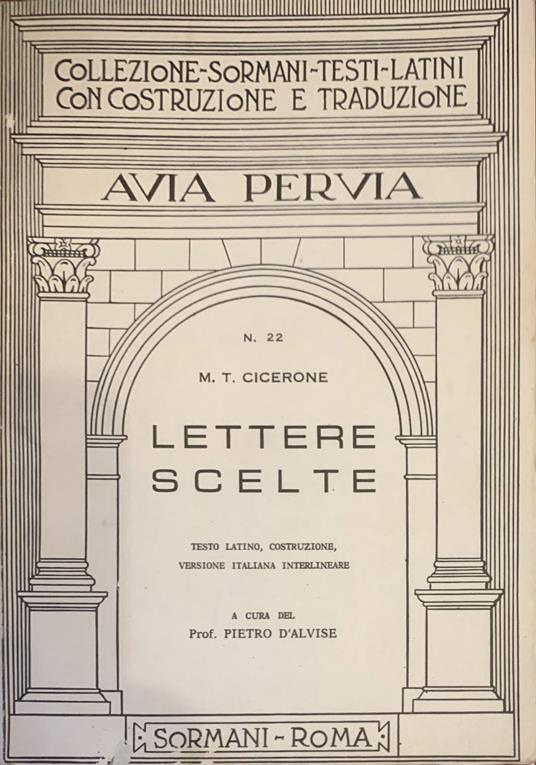 COLLEZIONE-SORMANI-TESTI-LATINI
CON COSTRUZIONE E TRADUZIONE
AVIA PERVIA
N. 22
M. T. CICERONE
LETTERE
SCELTE
TESTO LATINO, COSTRUZIONE,
VERSIONE ITALIANA INTERLINEARE
A CURA DEL
Prof. PIETRO D'ALVISE
SORMANI-ROMA